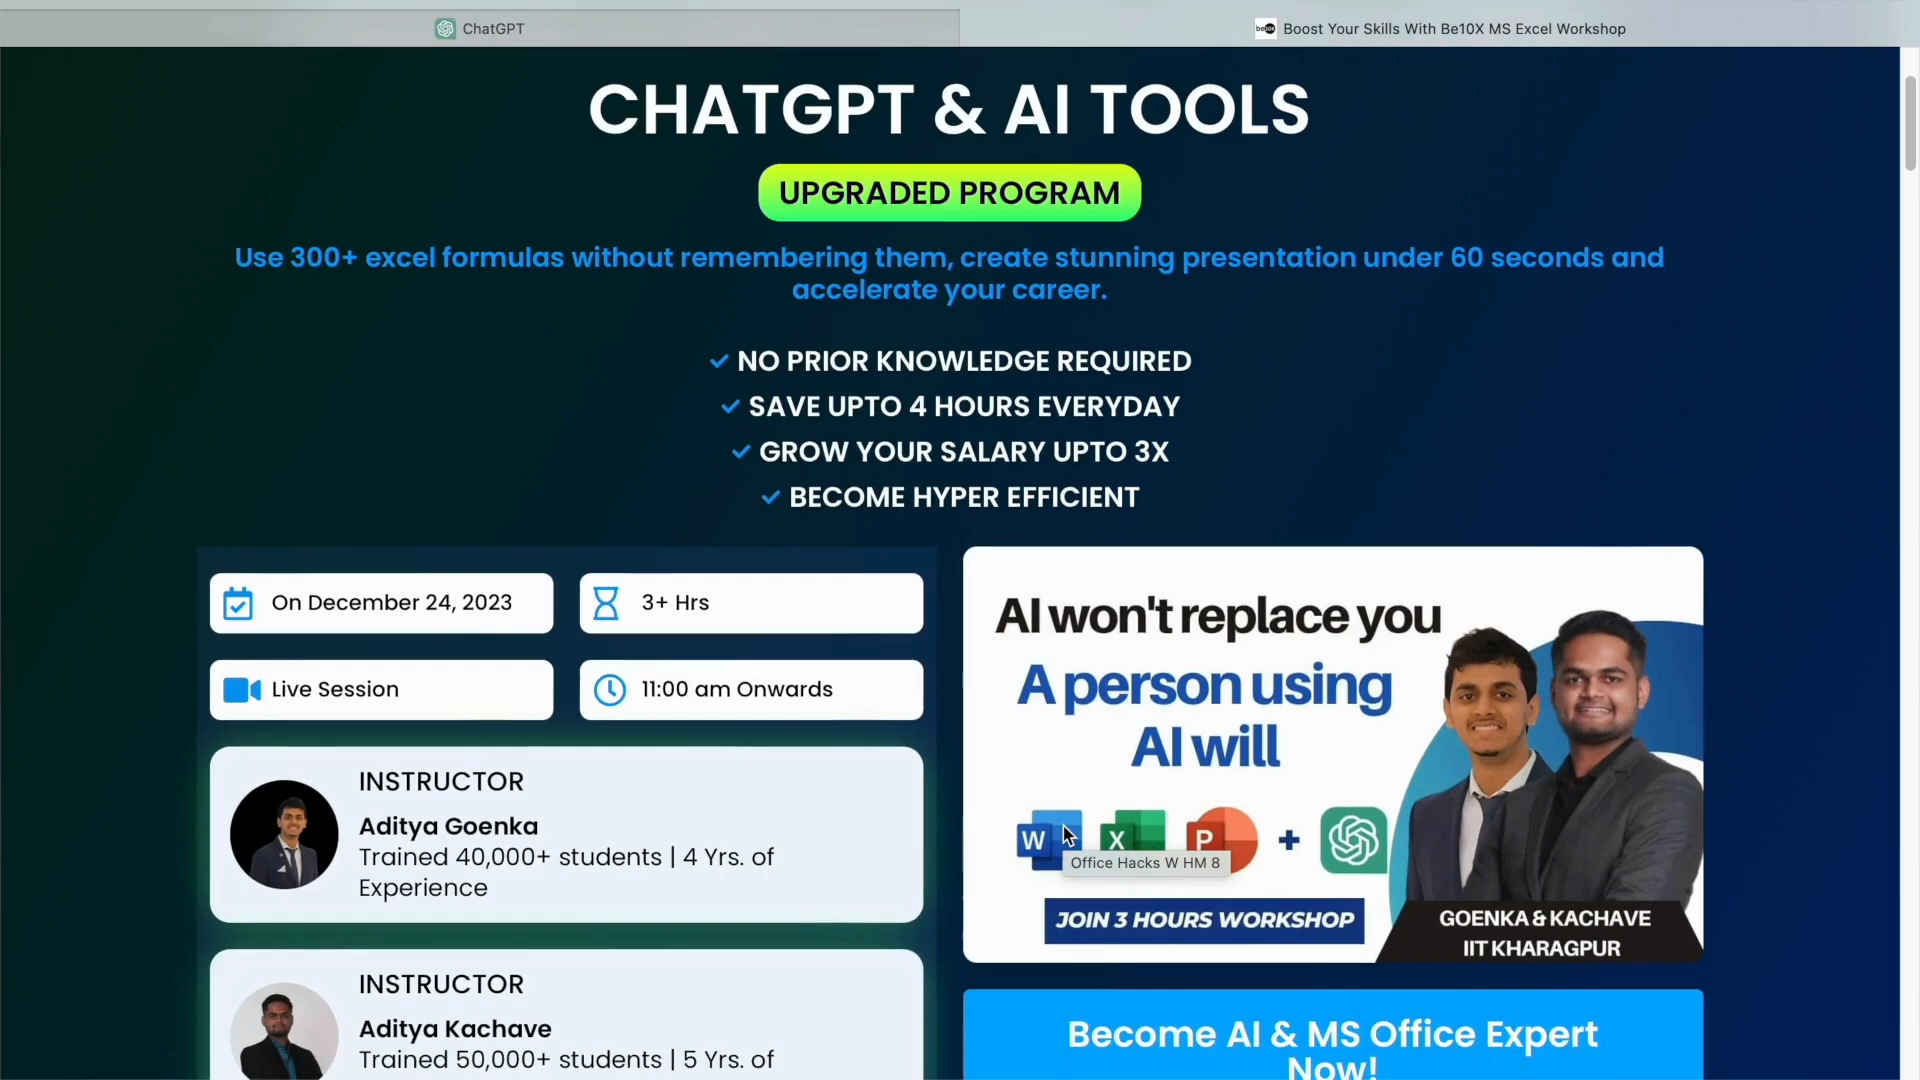 ChatGPT
be10x Boost Your Skills With Be10X MS Excel Workshop
CHATGPT & AI TOOLS
UPGRADED PROGRAM
Use 300+ excel formulas without remembering them, create stunning presentation under 60 seconds and
accelerate your career.
NO PRIOR KNOWLEDGE REQUIRED
SAVE UPTO 4 HOURS EVERYDAY
GROW YOUR SALARY UPTO 3X
BECOME HYPER EFFICIENT
On December 24, 2023
3+ Hrs
Live Session
11:00 am Onwards
INSTRUCTOR
Aditya Goenka
Trained 40,000+ students | 4 Yrs. of
Experience
INSTRUCTOR
Aditya Kachave
Trained 50,000+ students | 5 Yrs. of
AI won't replace you
A person using
AI will
W X P +
Office Hacks W HM 8
JOIN 3 HOURS WORKSHOP
GOENKA & KACHAVE
IIT KHARAGPUR
Become AI & MS Office Expert
Now!